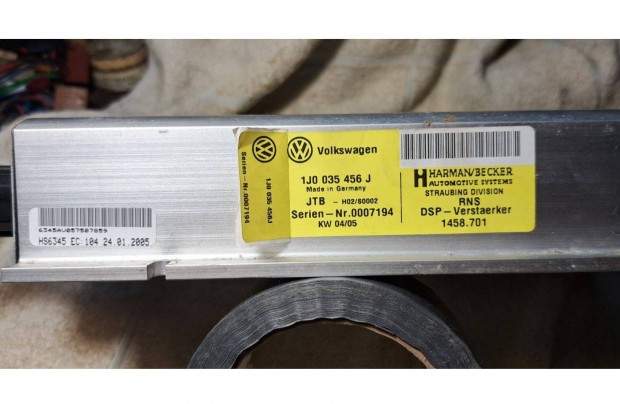 6345AU057507059
HS6345 EC: 104 24.01.2005
Serien-Nr.0007194
1J0 035 456J
Volkswagen
1J0 035 456 J
Made in Germany
JTB - H02/S0002
Serien-Nr.0007194
KW 04/05
HARMAN/BECKER
AUTOMOTIVE SYSTEMS
STRAUBING DIVISION
RNS
DSP-Verstaerker
1458.701